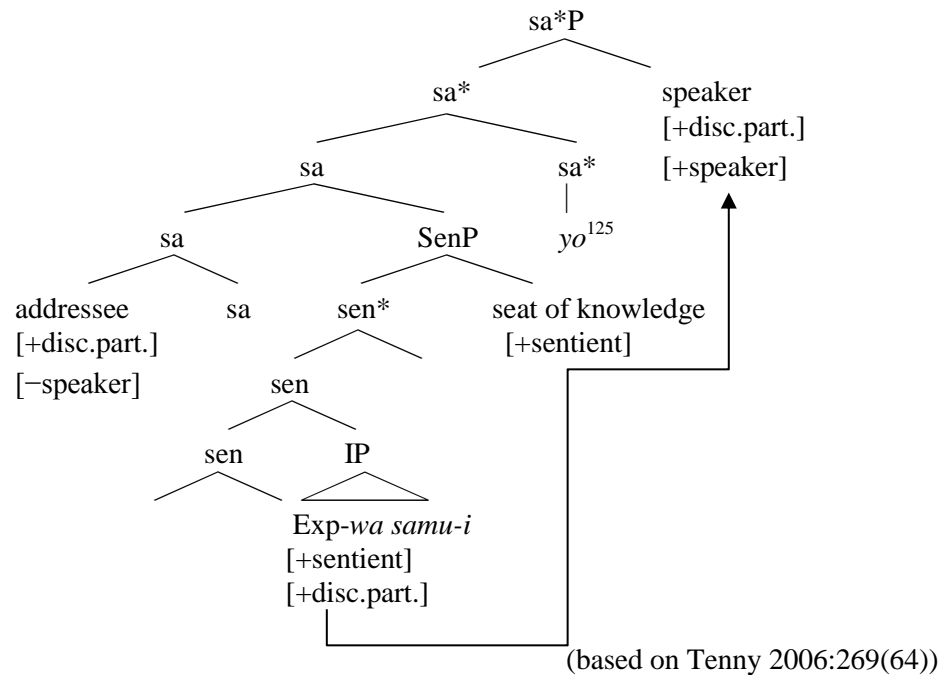 sa*P
sa* speaker
[+disc.part.]
sa sa* [+speaker]
sa SenP yo125
addressee sa sen* seat of knowledge
[+disc.part.] [+sentient]
[−speaker]
sen
sen IP
Exp-wa samu-i
[+sentient]
[+disc.part.]
(based on Tenny 2006:269(64))